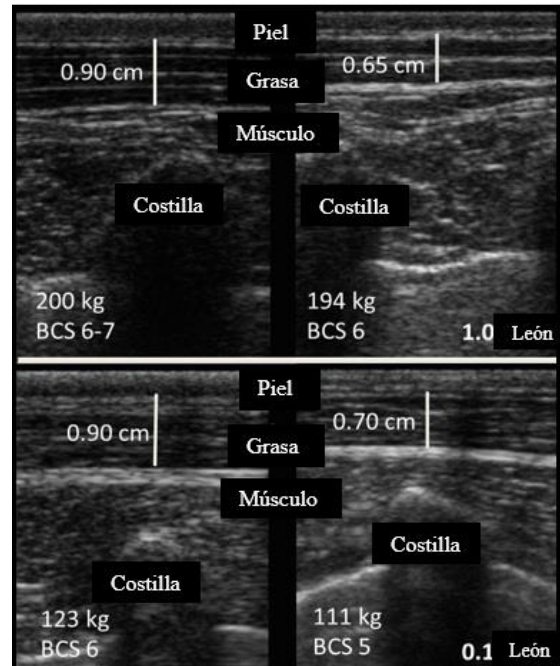 Piel
0.90 cm
0.65 cm
Grasa
Músculo
Costilla
Costilla
200 kg
BCS 6-7
194 kg
BCS 6
1.0 León
Piel
0.90 cm
0.70 cm
Grasa
Músculo
Costilla
Costilla
123 kg
BCS 6
111 kg
BCS 5
0.1 León